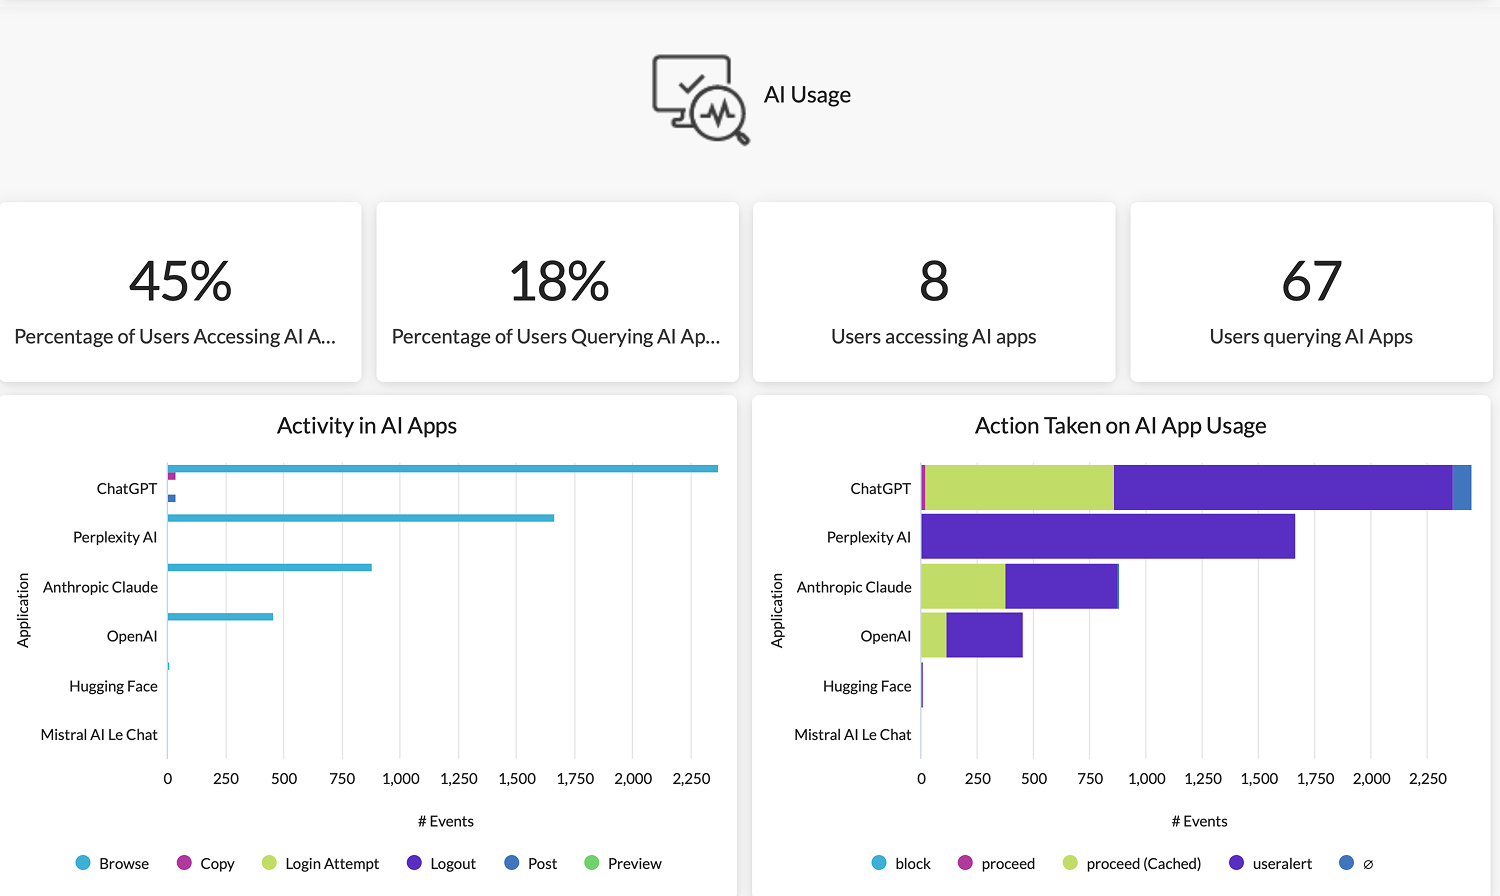 AI Usage
45%
Percentage of Users Accessing AI A...
18%
Percentage of Users Querying AI Ap...
8
Users accessing AI apps
67
Users querying AI Apps
Activity in AI Apps
Application
ChatGPT
Perplexity AI
Anthropic Claude
OpenAI
Hugging Face
Mistral AI Le Chat
0 250 500 750 1,000 1,250 1,500 1,750 2,000 2,250
# Events
Browse Copy Login Attempt Logout Post Preview
Action Taken on AI App Usage
Application
ChatGPT
Perplexity AI
Anthropic Claude
OpenAI
Hugging Face
Mistral AI Le Chat
0 250 500 750 1,000 1,250 1,500 1,750 2,000 2,250
# Events
block proceed proceed (Cached) useralert ∅